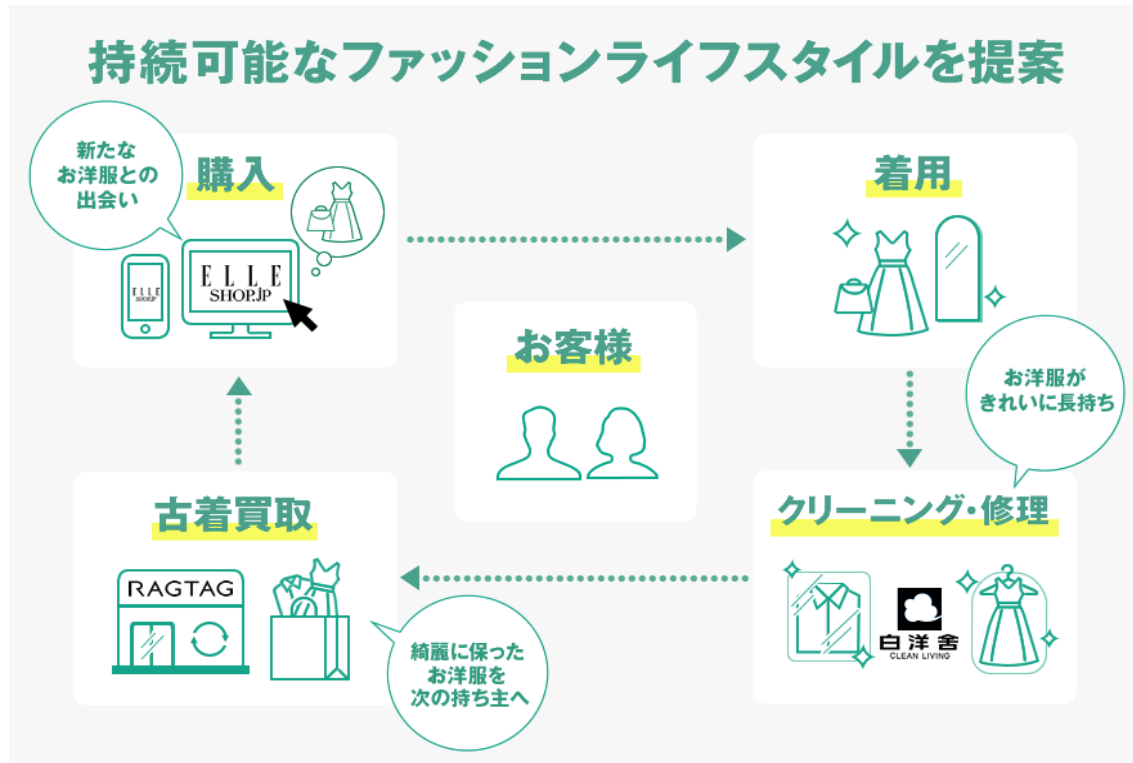 持続可能なファッションライフスタイルを提案
新たな
お洋服との
出会い
購入
ELLE
SHOP.jp
ELLE
SHOP.jp
着用
お客様
お洋服が
きれいに長持ち
クリーニング・修理
白洋舍
CLEAN LIVING
古着買取
RAGTAG
綺麗に保った
お洋服を
次の持ち主へ